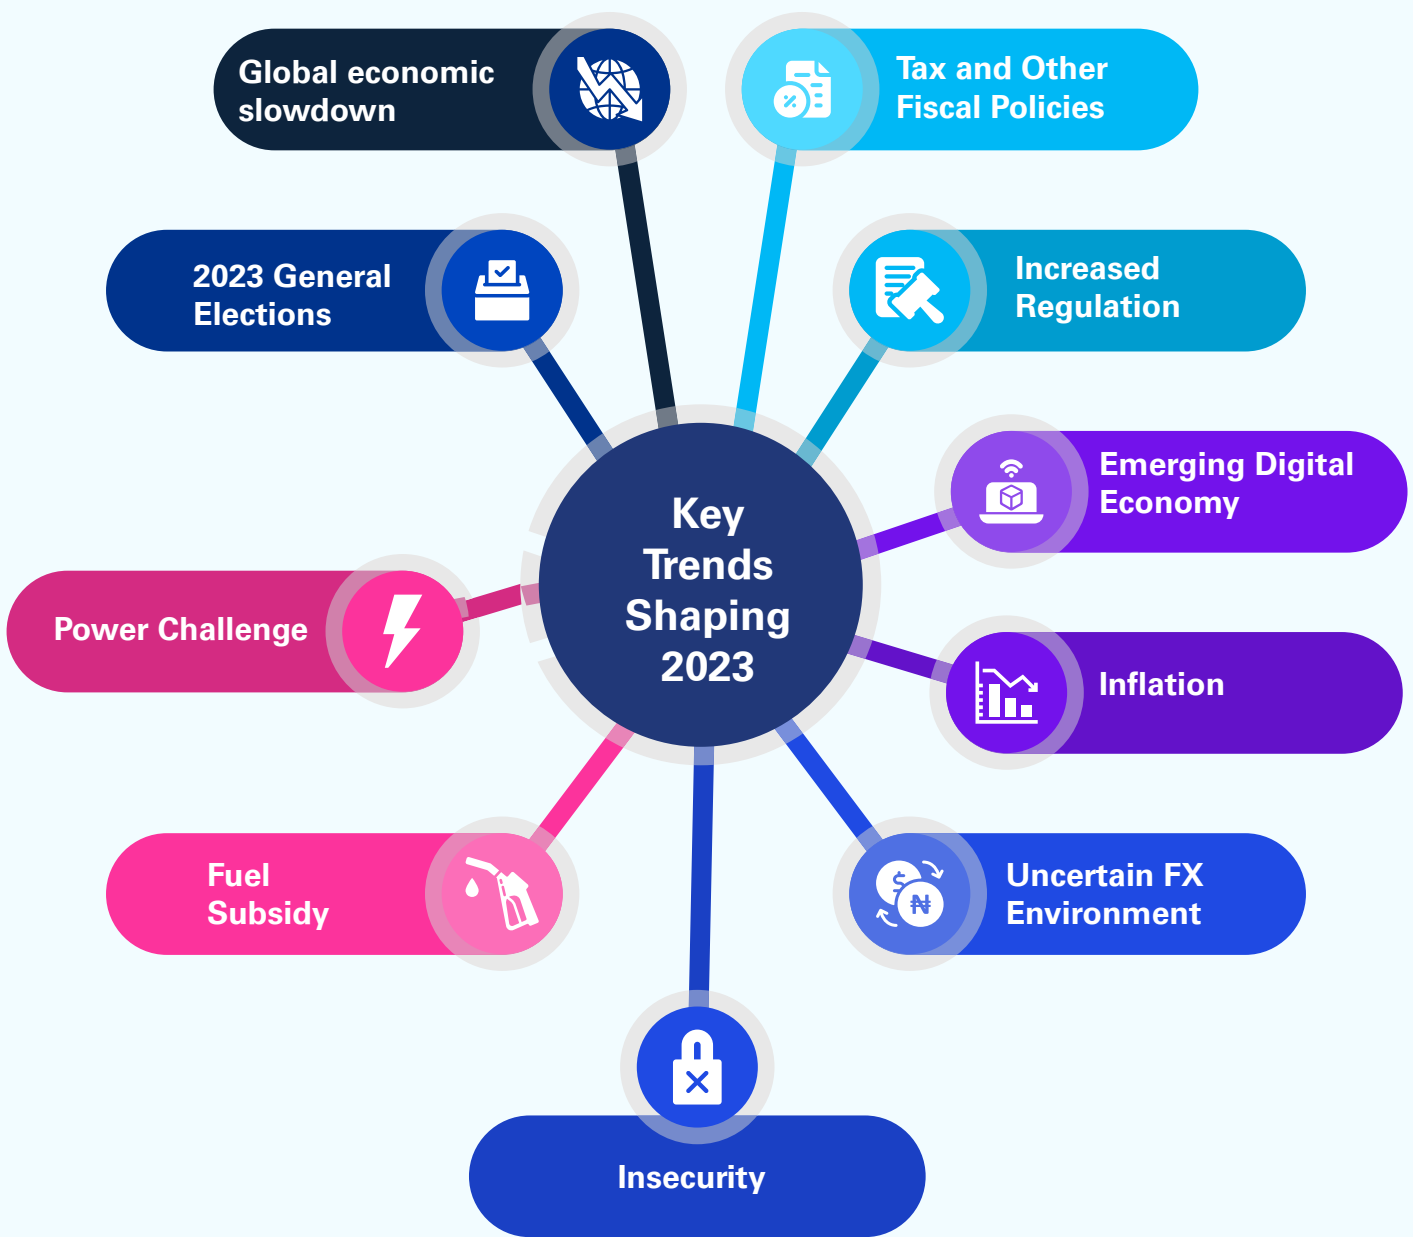 Global economic
slowdown
Tax and Other
Fiscal Policies
2023 General
Elections
Increased
Regulation
Emerging Digital
Economy
Key
Trends
Shaping
2023
Power Challenge
Inflation
Fuel
Subsidy
Uncertain FX
Environment
Insecurity
%
$
₦